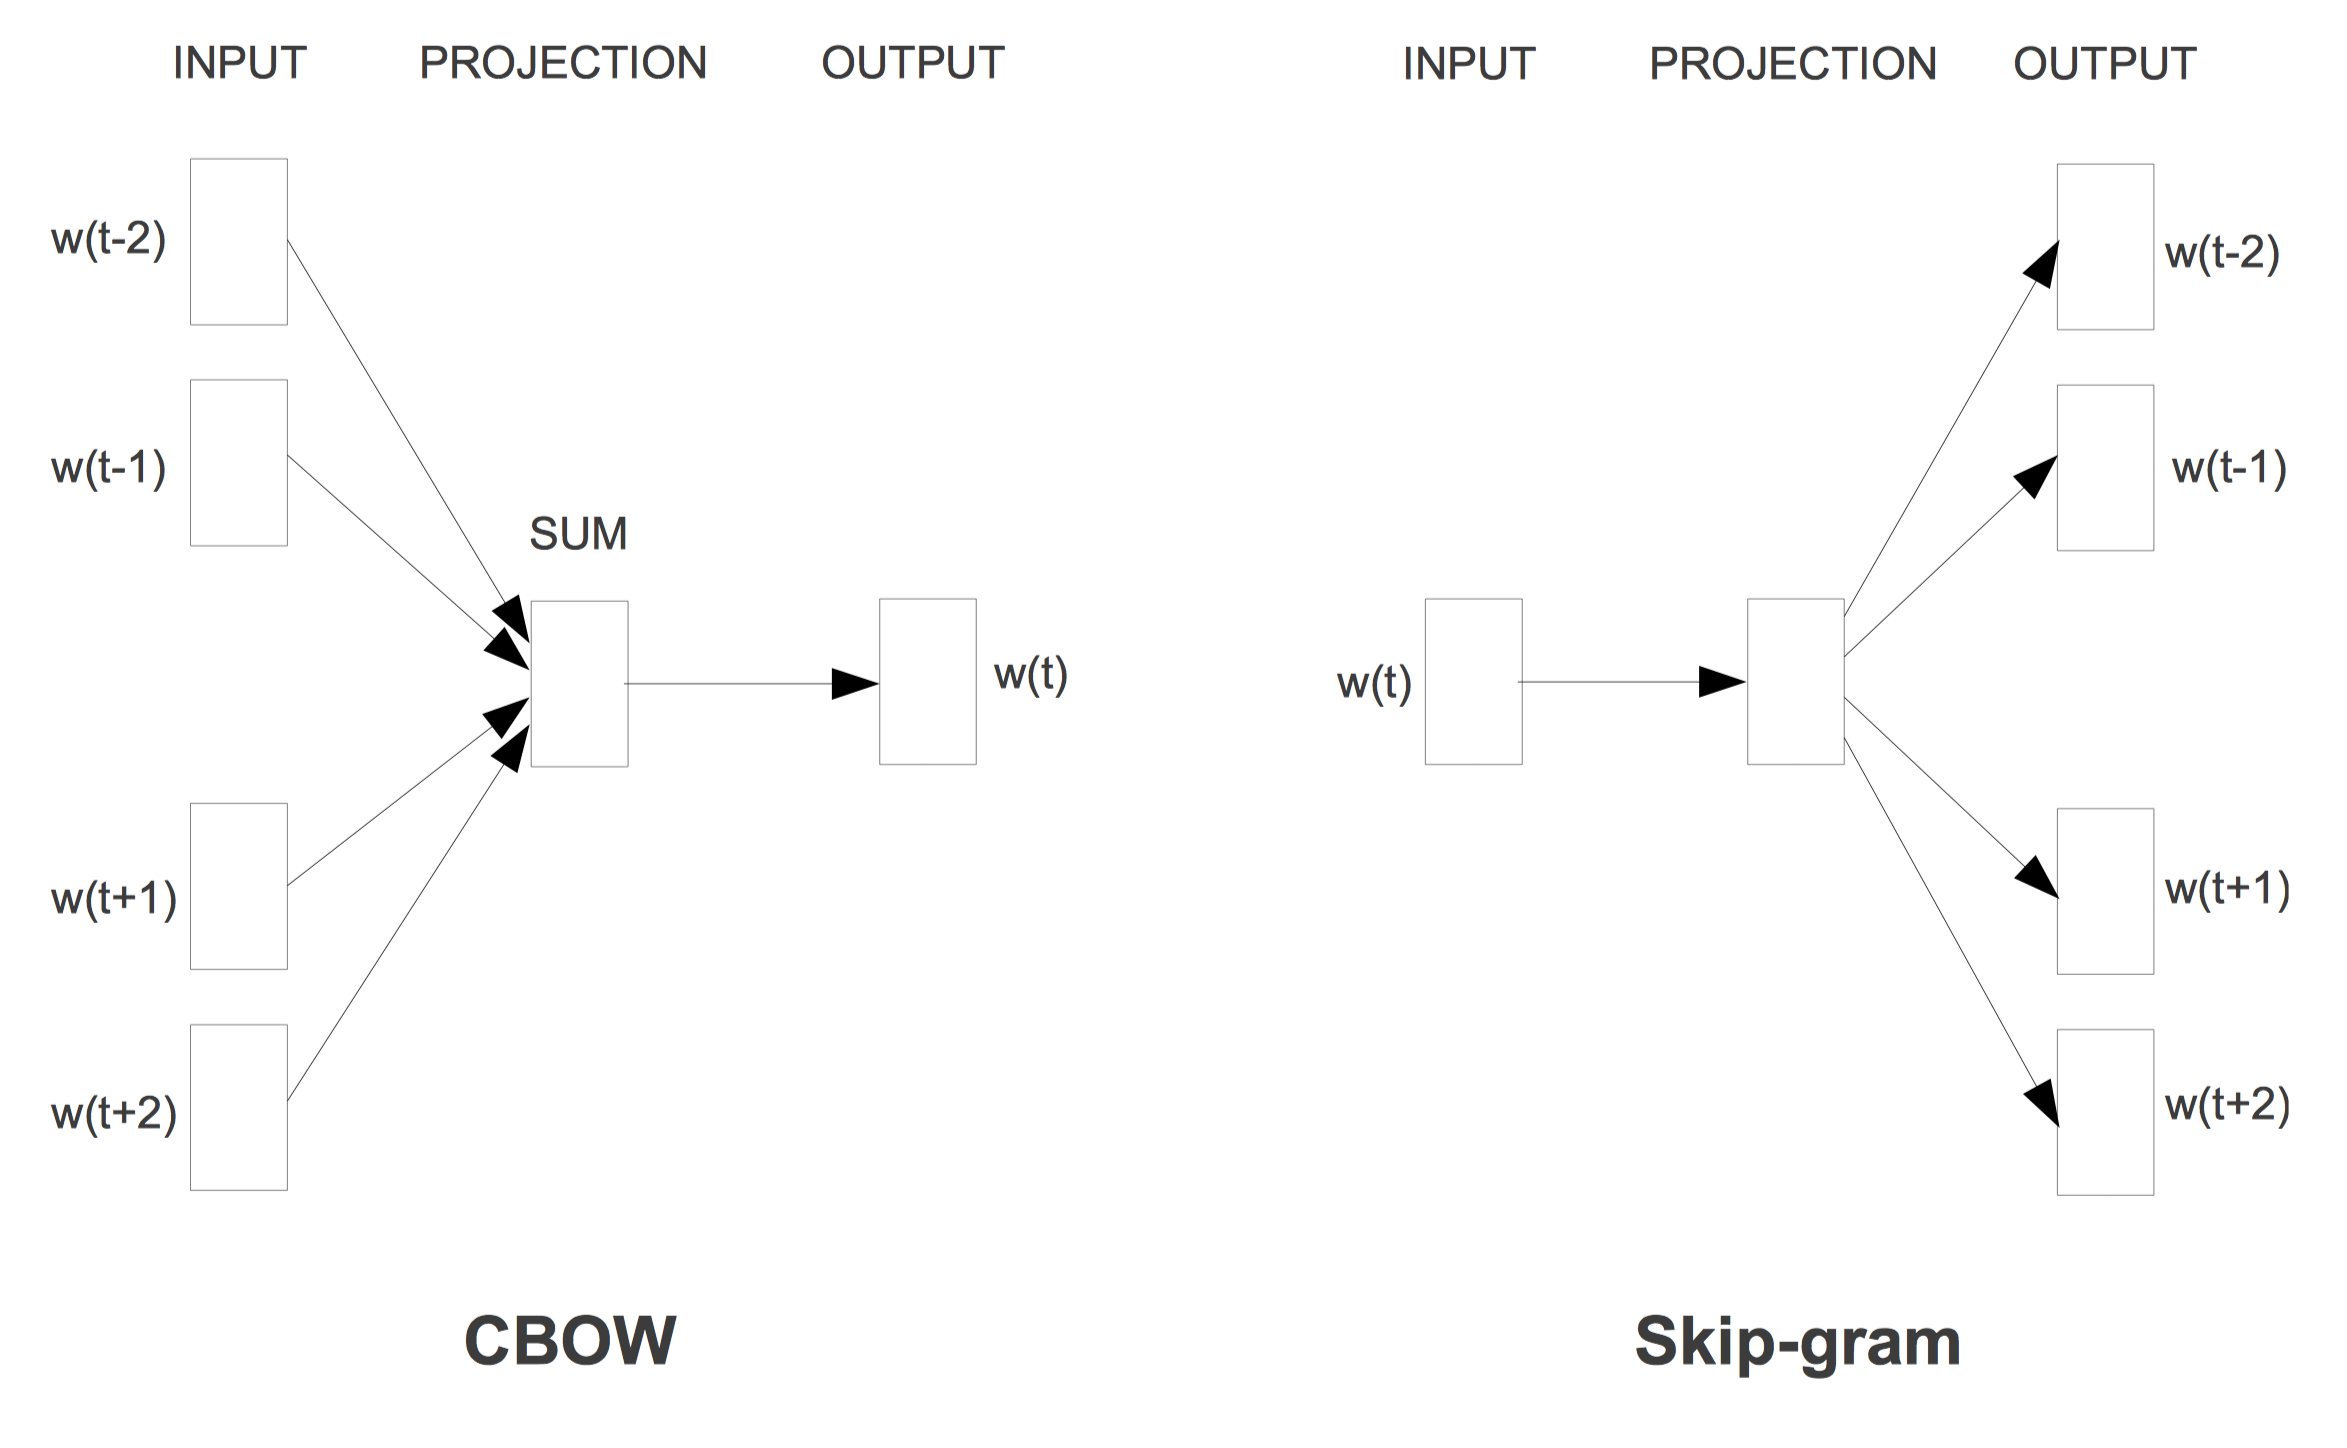 INPUT PROJECTION OUTPUT
w(t-2)
w(t-1)
SUM
w(t)
w(t+1)
w(t+2)
CBOW
INPUT PROJECTION OUTPUT
w(t-2)
w(t-1)
w(t)
w(t+1)
w(t+2)
Skip-gram